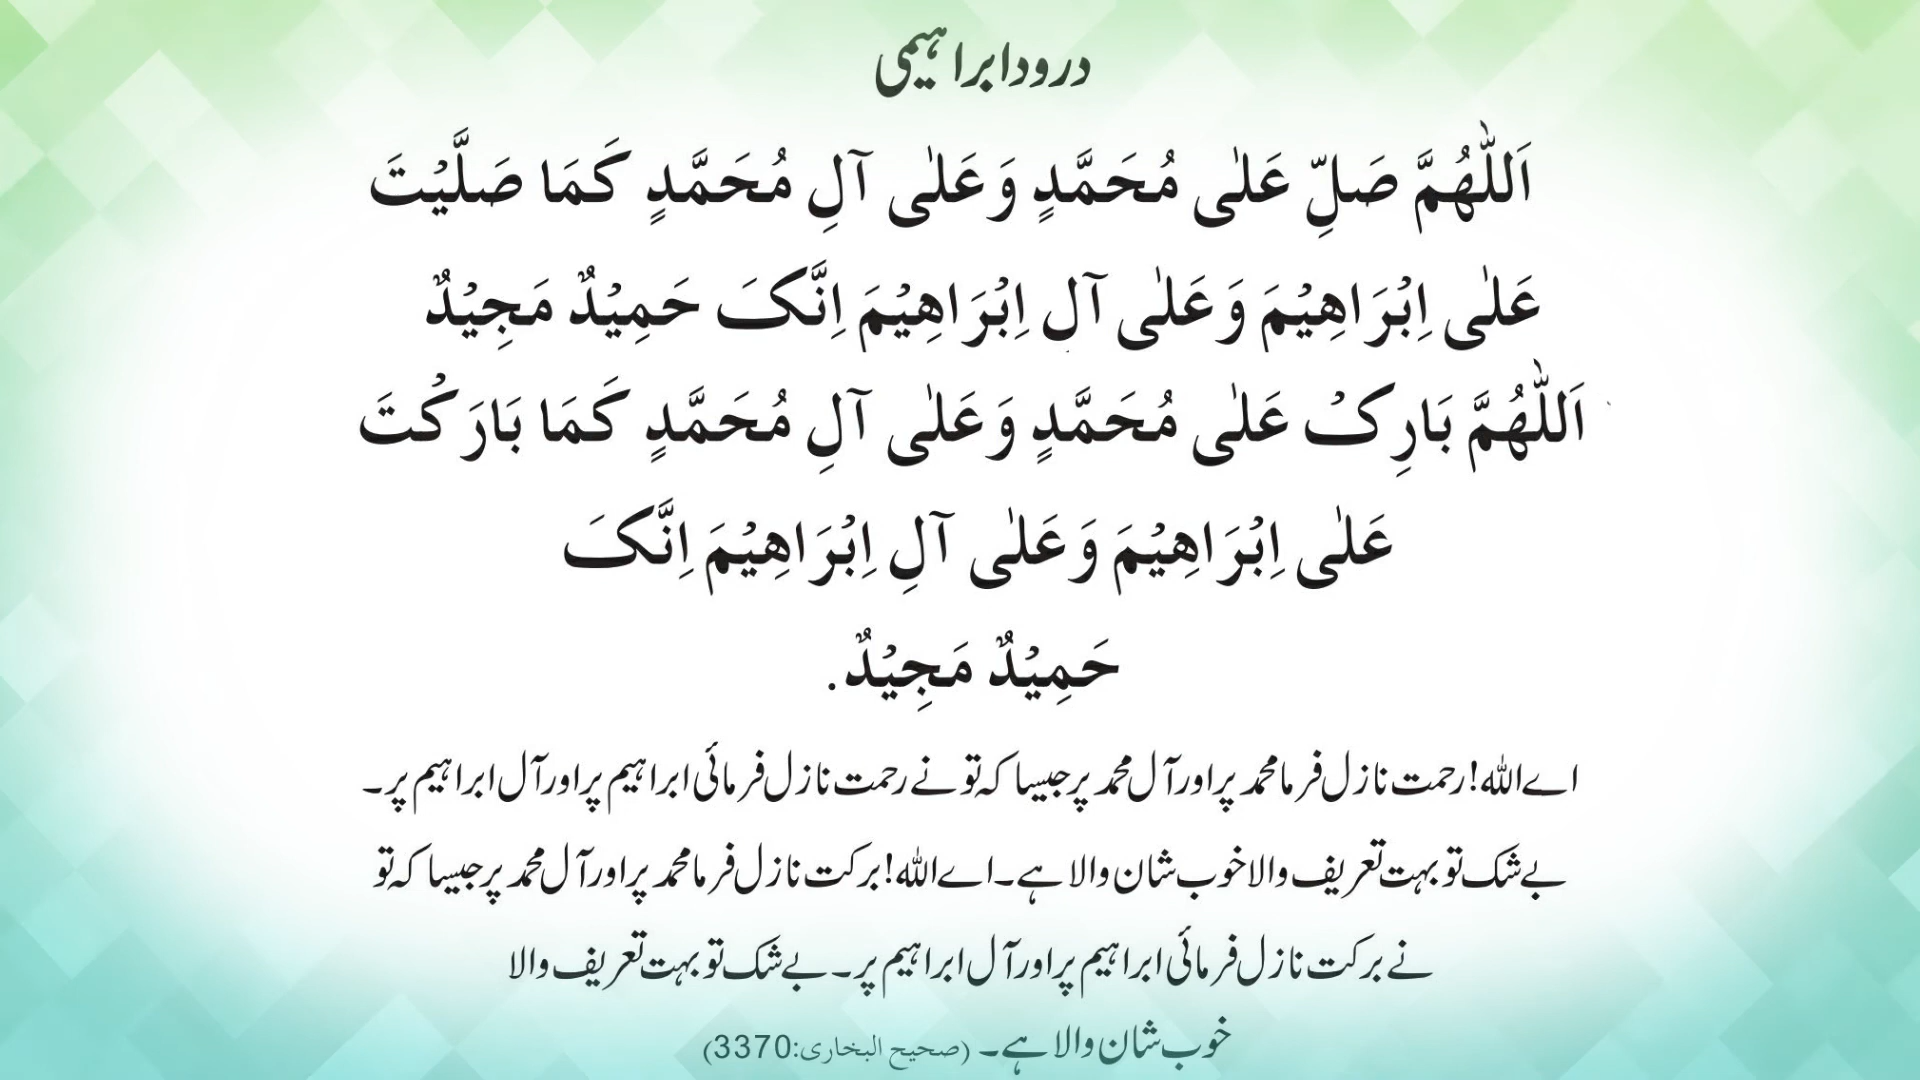 درود ابراہیمی
اَللّٰهُمَّ صَلِّ عَلٰی مُحَمَّدٍ وَعَلٰی آلِ مُحَمَّدٍ کَمَا صَلَّیْتَ
عَلٰی اِبْرَاهِیْمَ وَعَلٰی آلِ اِبْرَاهِیْمَ اِنَّکَ حَمِیْدٌ مَجِیْدٌ
اَللّٰهُمَّ بَارِکْ عَلٰی مُحَمَّدٍ وَعَلٰی آلِ مُحَمَّدٍ کَمَا بَارَکْتَ
عَلٰی اِبْرَاهِیْمَ وَعَلٰی آلِ اِبْرَاهِیْمَ اِنَّکَ
حَمِیْدٌ مَجِیْدٌ.
اے اللہ! رحمت نازل فرما محمد پر اور آل محمد پر جیسا کہ تو نے رحمت نازل فرمائی ابراہیم پر اور آل ابراہیم پر۔
بے شک تو بہت تعریف والا خوب شان والا ہے۔ اے اللہ! برکت نازل فرما محمد پر اور آل محمد پر جیسا کہ تو
نے برکت نازل فرمائی ابراہیم پر اور آل ابراہیم پر۔ بے شک تو بہت تعریف والا
خوب شان والا ہے۔ (صحیح البخاری:3370)